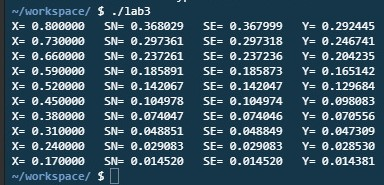 ~/workspace/ $ ./lab3
X= 0.800000 SN= 0.368029 SE= 0.367999 Y= 0.292445
X= 0.730000 SN= 0.297361 SE= 0.297318 Y= 0.246741
X= 0.660000 SN= 0.237261 SE= 0.237236 Y= 0.204235
X= 0.590000 SN= 0.185891 SE= 0.185873 Y= 0.165142
X= 0.520000 SN= 0.142067 SE= 0.142047 Y= 0.129684
X= 0.450000 SN= 0.104978 SE= 0.104974 Y= 0.098083
X= 0.380000 SN= 0.074047 SE= 0.074046 Y= 0.070556
X= 0.310000 SN= 0.048851 SE= 0.048849 Y= 0.047309
X= 0.240000 SN= 0.029083 SE= 0.029083 Y= 0.028530
X= 0.170000 SN= 0.014520 SE= 0.014520 Y= 0.014381
~/workspace/ $